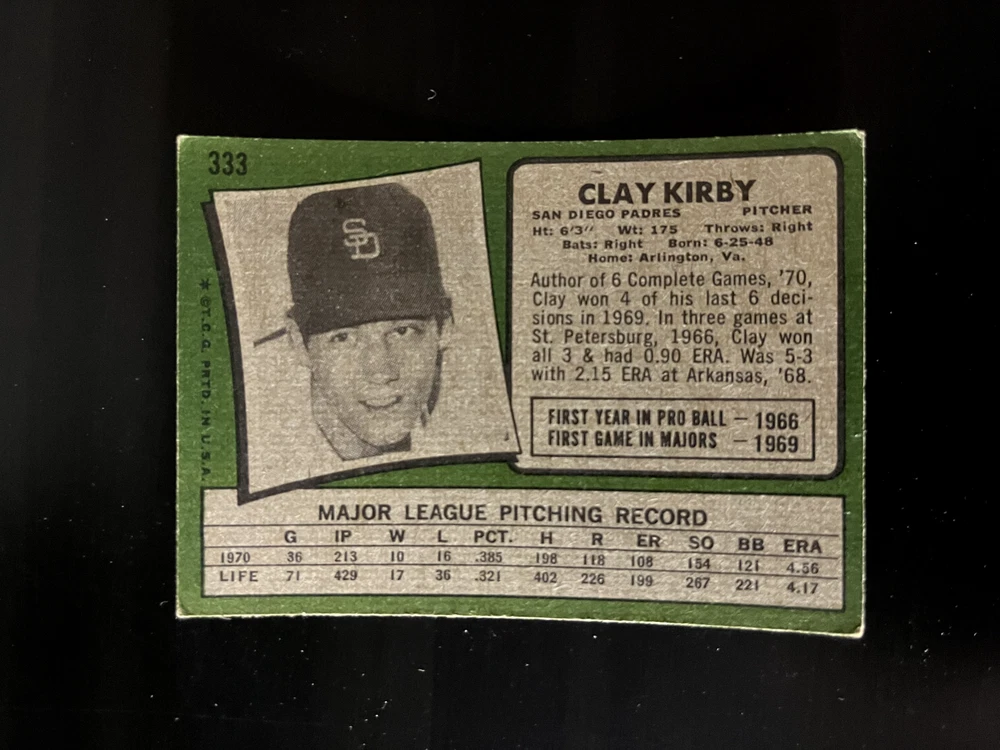 333
SD
* ©T.C.G. PRTD. IN U.S.A.
CLAY KIRBY
SAN DIEGO PADRES PITCHER
Ht: 6'3" Wt: 175 Throws: Right
Bats: Right Born: 6-25-48
Home: Arlington, Va.
Author of 6 Complete Games, '70,
Clay won 4 of his last 6 deci-
sions in 1969. In three games at
St. Petersburg, 1966, Clay won
all 3 & had 0.90 ERA. Was 5-3
with 2.15 ERA at Arkansas, '68.
FIRST YEAR IN PRO BALL — 1966
FIRST GAME IN MAJORS — 1969
MAJOR LEAGUE PITCHING RECORD
G IP W L PCT. H R ER SO BB ERA
1970 36 213 10 16 .385 198 118 108 154 121 4.56
LIFE 71 429 17 36 .321 402 226 199 267 221 4.17